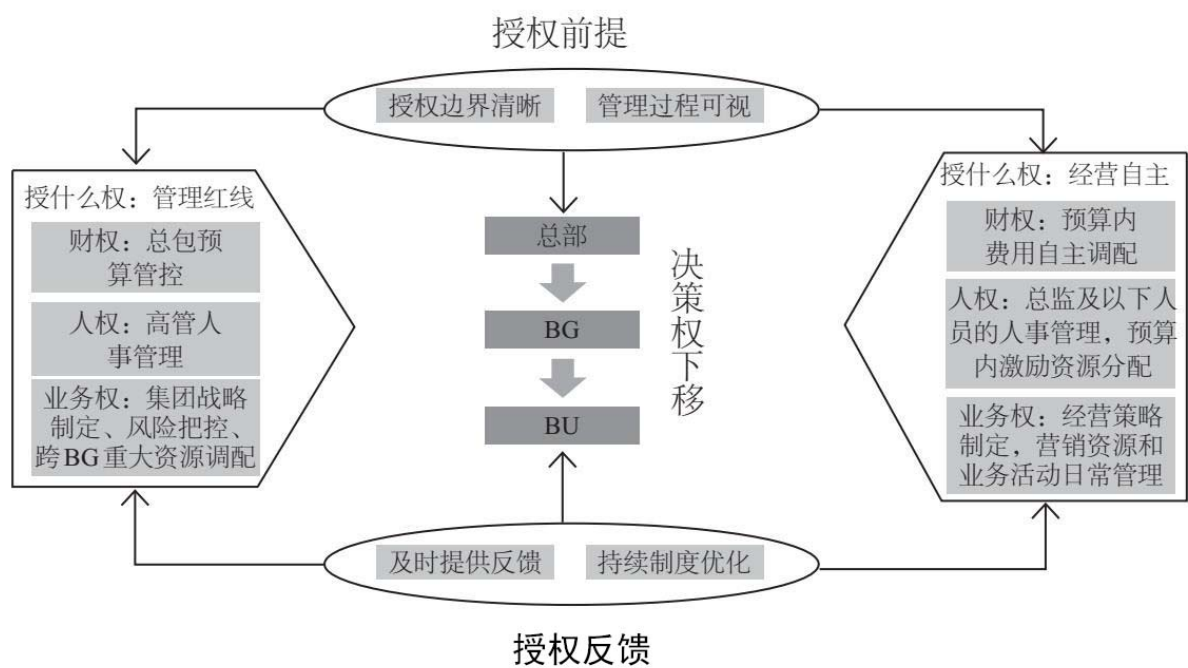 授权前提
授权边界清晰
管理过程可视
授什么权：管理红线
财权：总包预
算管控
人权：高管人
事管理
业务权：集团战略
制定、风险把控、
跨BG重大资源调配
总部
BG
BU
决策权下移
授什么权：经营自主
财权：预算内
费用自主调配
人权：总监及以下人
员的人事管理，预算
内激励资源分配
业务权：经营策略
制定，营销资源和
业务活动日常管理
及时提供反馈
持续制度优化
授权反馈